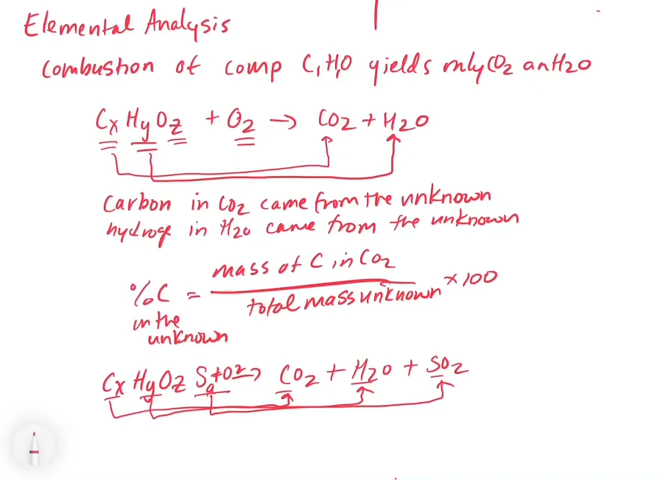 Elemental Analysis
Combustion of comp C,H,O yields only CO2 an H2O
CxHyOz + O2 → CO2 + H2O
Carbon in CO2 came from the unknown
hydroge in H2O came from the unknown
%C = mass of C in CO2 / total mass unknown × 100
in the
unknown
CxHyOz Sq + O2 → CO2 + H2O + SO2